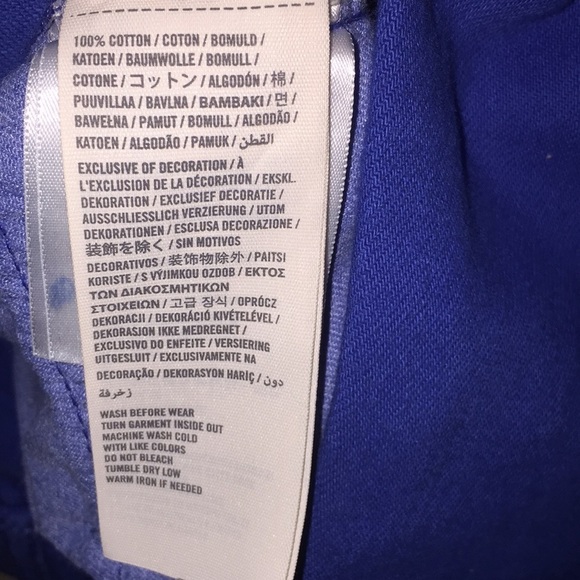 100% COTTON / COTON / BOMULD /
KATOEN / BAUMWOLLE / BOMULL /
COTONE / コットン / ALGODÓN / 棉 /
PUUVILLAA / BAVLNA / BAMBAKI / 면 /
BAWEŁNA / PAMUT / BOMULL / ALGODÃO /
KATOEN / ALGODÃO / PAMUK / القطن
EXCLUSIVE OF DECORATION / À
L'EXCLUSION DE LA DÉCORATION / EKSKL.
DEKORATION / EXCLUSIEF DECORATIE /
AUSSCHLIESSLICH VERZIERUNG / UTOM
DEKORATIONEN / ESCLUSA DECORAZIONE /
装飾を除く / SIN MOTIVOS
DECORATIVOS / 装饰物除外 / PAITSI
KORISTE / S VÝJIMKOU OZDOB / ΕΚΤΟΣ
ΤΩΝ ΔΙΑΚΟΣΜΗΤΙΚΩΝ
ΣΤΟΙΧΕΙΩΝ / 고급 장식 / OPRÓCZ
DEKORACJI / DEKORÁCIÓ KIVÉTELÉVEL /
DEKORASJON IKKE MEDREGNET /
EXCLUSIVO DO ENFEITE / VERSIERING
UITGESLUIT / EXCLUSIVAMENTE NA
DECORAÇÃO / DEKORASYON HARİÇ / دون
زخرفة
WASH BEFORE WEAR
TURN GARMENT INSIDE OUT
MACHINE WASH COLD
WITH LIKE COLORS
DO NOT BLEACH
TUMBLE DRY LOW
WARM IRON IF NEEDED